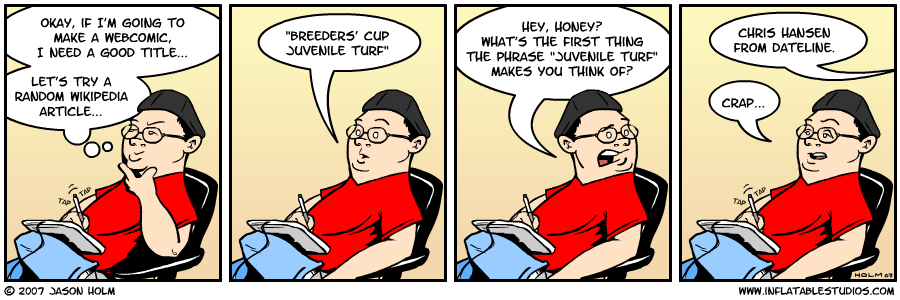 OKAY, IF I'M GOING TO
MAKE A WEBCOMIC,
I NEED A GOOD TITLE...
LET'S TRY A
RANDOM WIKIPEDIA
ARTICLE...
TAP
TAP
"BREEDERS' CUP
JUVENILE TURF"
HEY, HONEY?
WHAT'S THE FIRST THING
THE PHRASE "JUVENILE TURF"
MAKES YOU THINK OF?
CHRIS HANSEN
FROM DATELINE.
CRAP...
TAP
TAP
HOLM 07
© 2007 JASON HOLM
WWW.INFLATABLESTUDIOS.COM